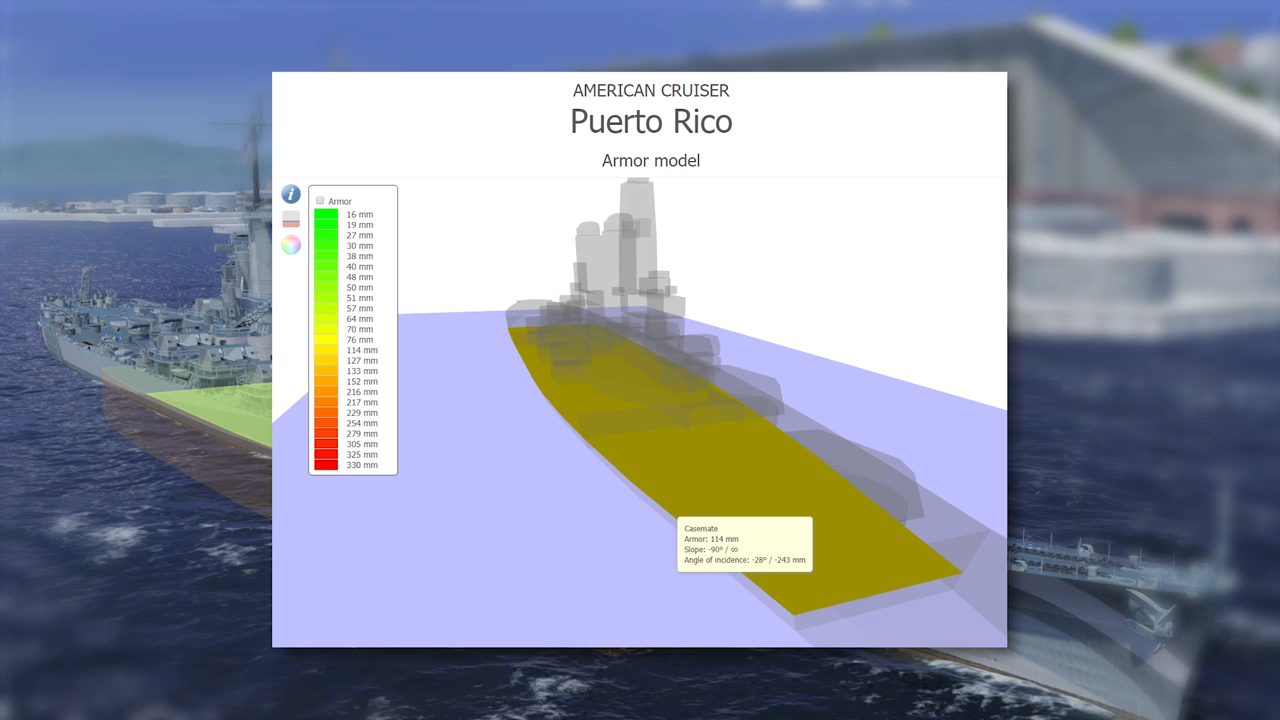 AMERICAN CRUISER
Puerto Rico
Armor model
i
Armor
16 mm
19 mm
27 mm
30 mm
38 mm
40 mm
48 mm
50 mm
51 mm
57 mm
64 mm
70 mm
76 mm
114 mm
127 mm
133 mm
152 mm
216 mm
217 mm
229 mm
254 mm
279 mm
305 mm
325 mm
330 mm
Casemate
Armor: 114 mm
Slope: -90° / ∞
Angle of incidence: -28° / -243 mm